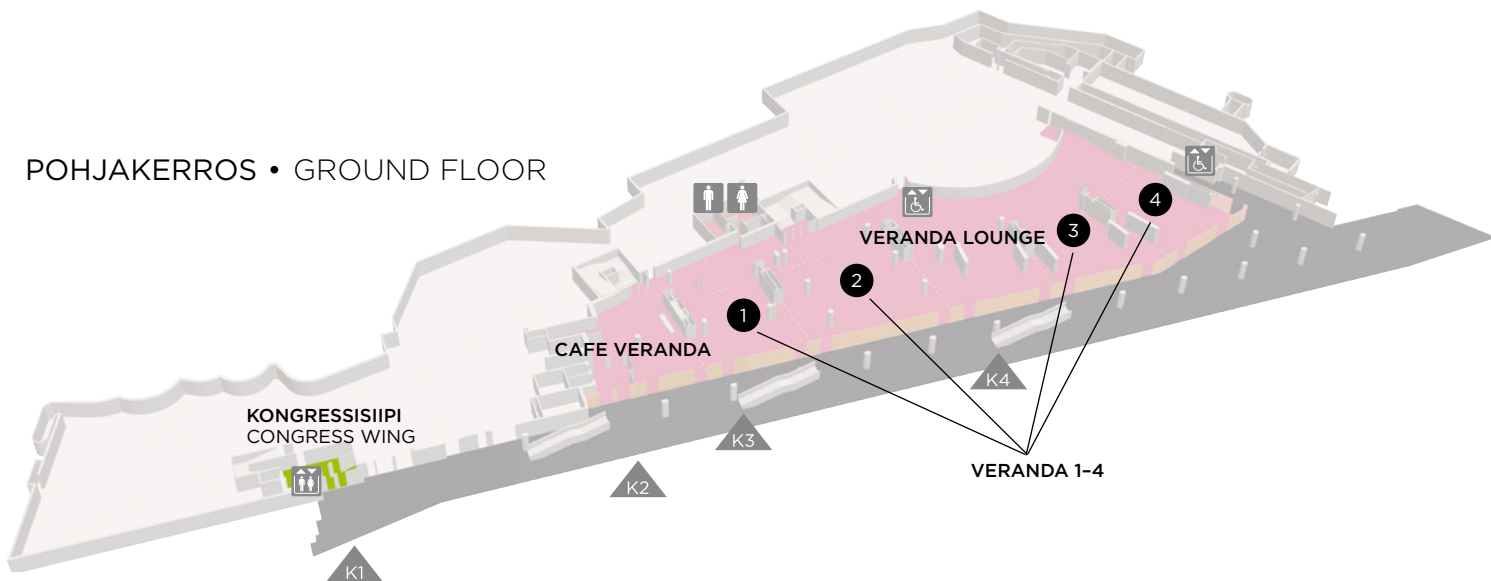 POHJAKERROS • GROUND FLOOR
4
3
VERANDA LOUNGE
2
1
CAFE VERANDA
K4
KONGRESSISIIPI
CONGRESS WING
K3
VERANDA 1–4
K2
K1